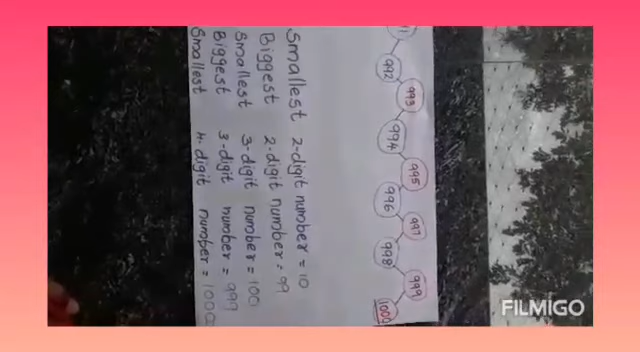 992 993 994 995 996 997 998 999 1000
Smallest 2-digit number = 10
Biggest 2-digit number = 99
Smallest 3-digit number = 100
Biggest 3-digit number = 999
Smallest 4-digit number = 1000
FILMIGO